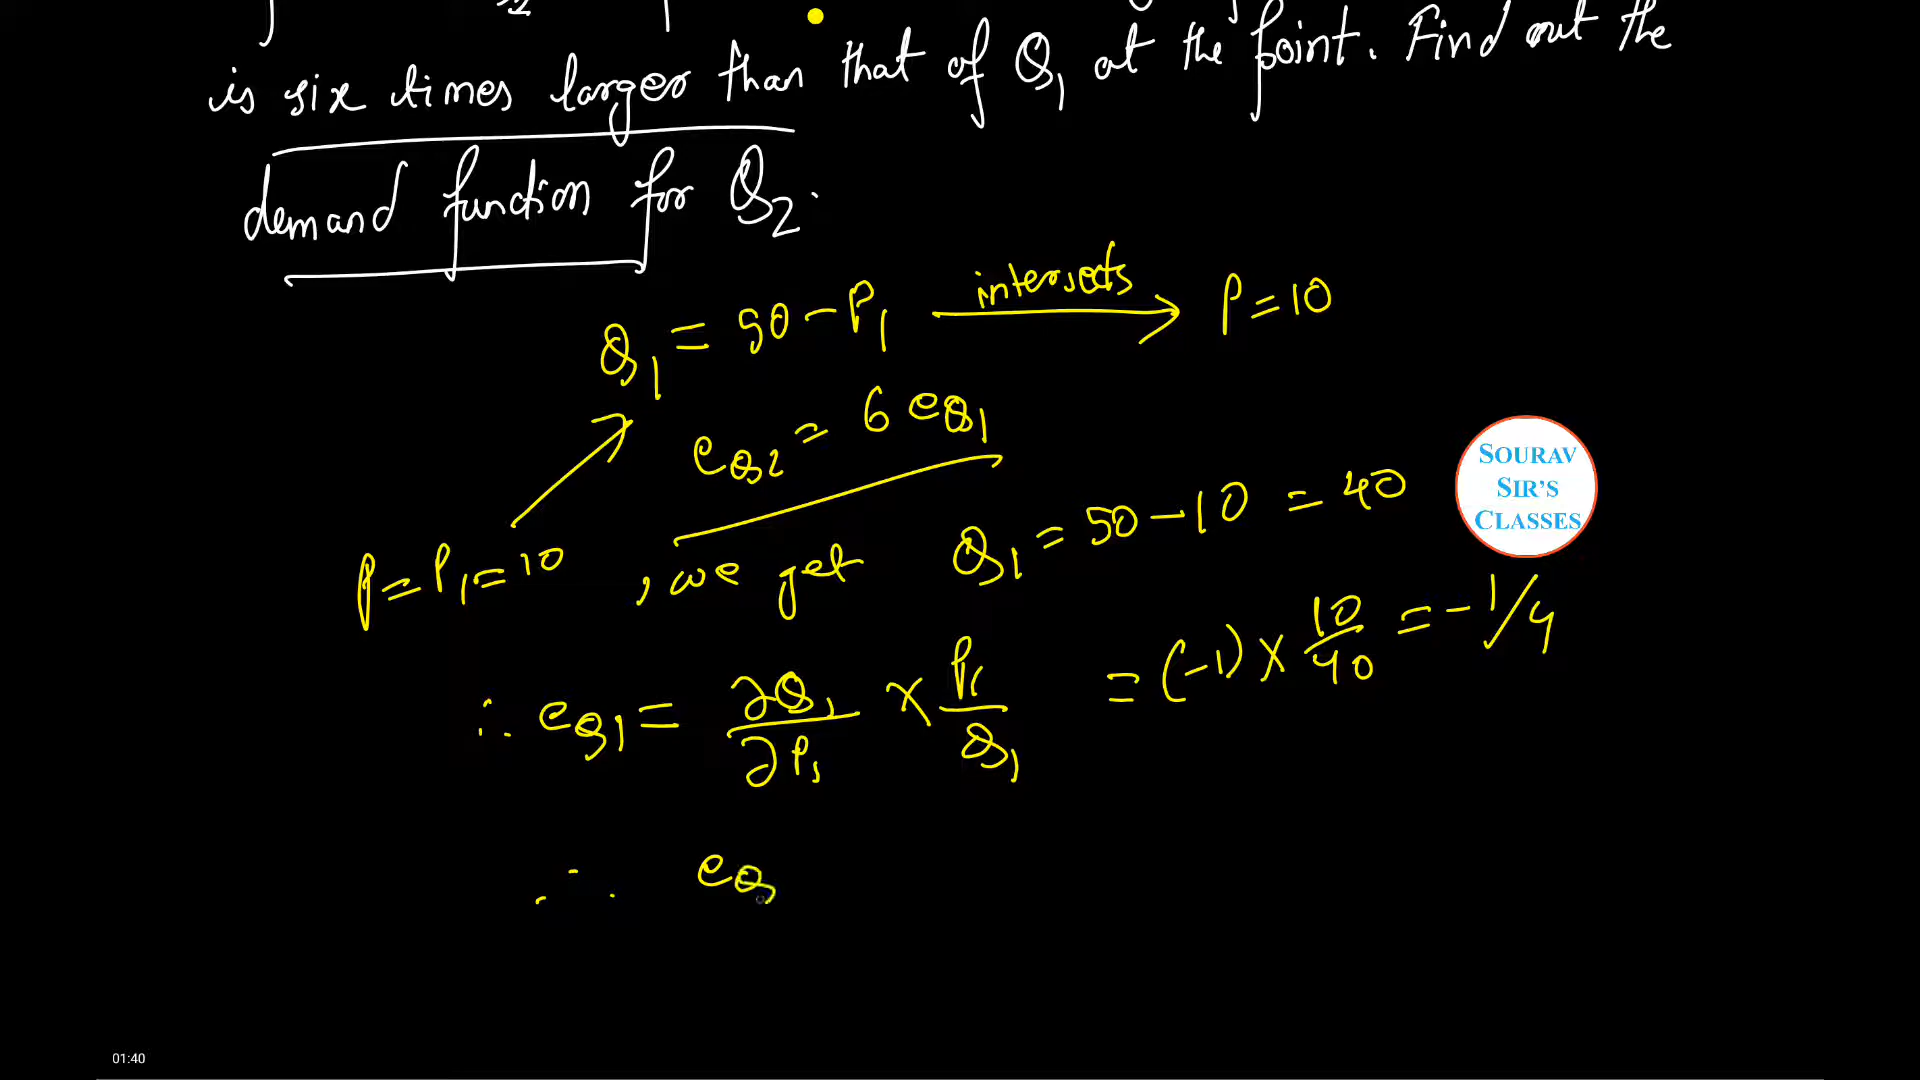 is six times larger than that of Q₁ at the point. Find out the
demand function for Q₂.
Q₁ = 50 - P₁ intersects P = 10
eQ₂ = 6 eQ₁
P = P₁ = 10 , we get Q₁ = 50 - 10 = 40
∴ eQ₁ = ∂Q₁/∂P₁ × P₁/Q₁ = (-1) × 10/40 = - 1/4
∴ eQ
SOURAV
SIR'S
CLASSES
01:40